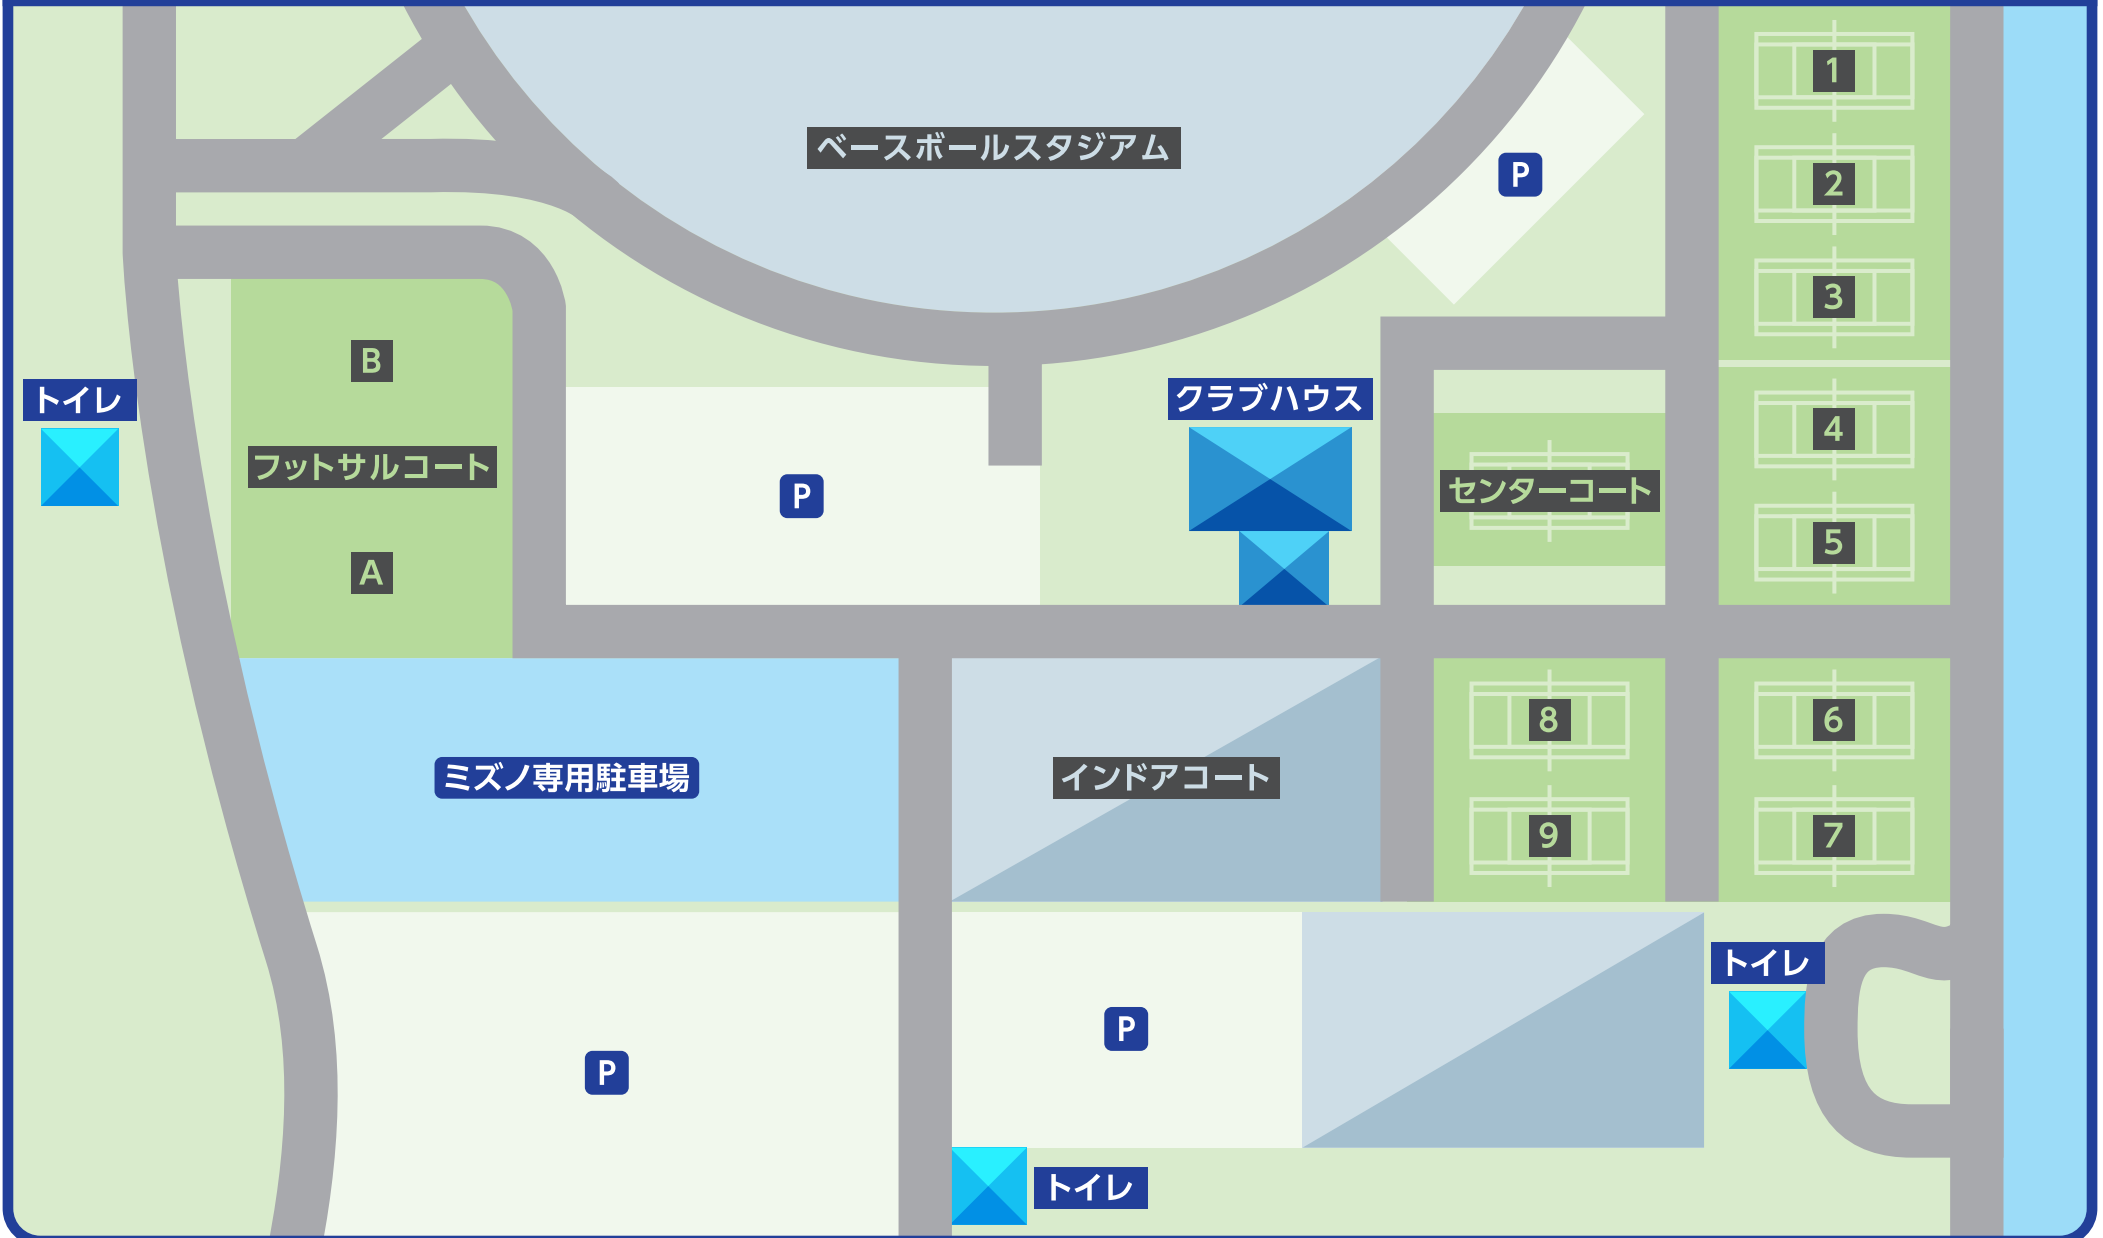 1
ベースボールスタジアム
P
2
3
B
トイレ
クラブハウス
4
フットサルコート
P
センターコート
5
A
8
6
ミズノ専用駐車場
インドアコート
9
7
トイレ
P
P
トイレ